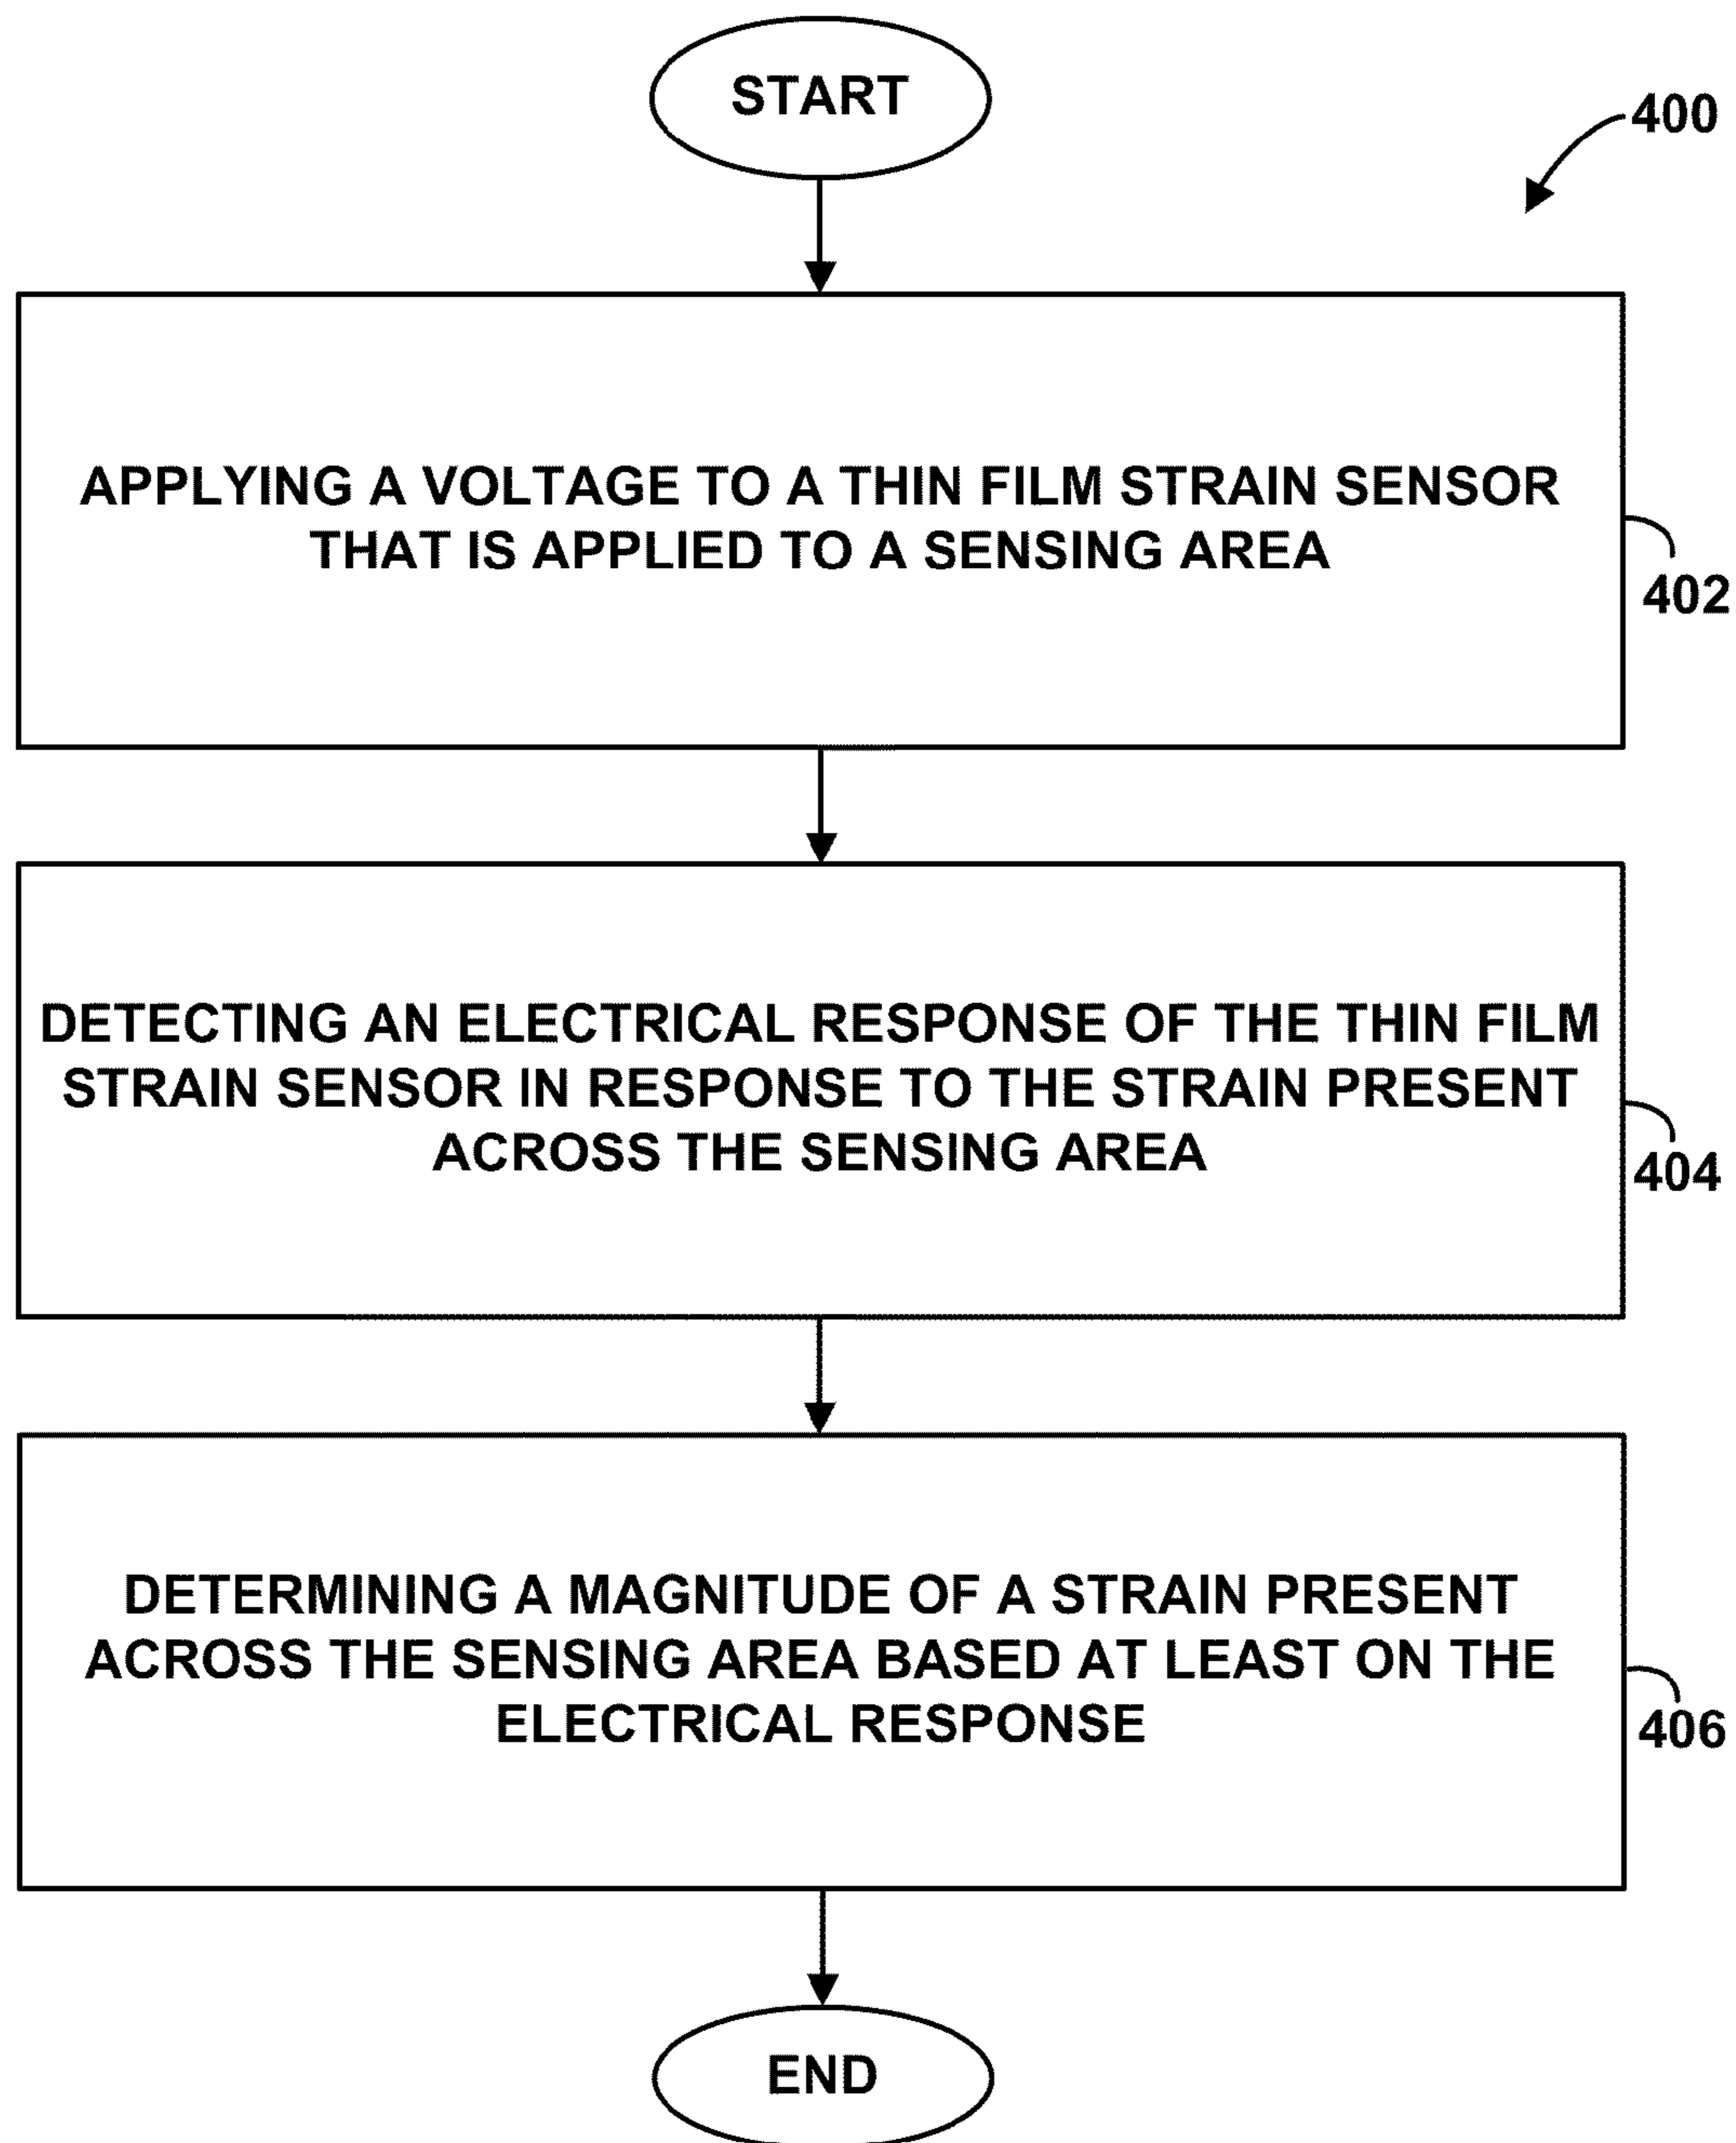 START
400
APPLYING A VOLTAGE TO A THIN FILM STRAIN SENSOR
THAT IS APPLIED TO A SENSING AREA
402
DETECTING AN ELECTRICAL RESPONSE OF THE THIN FILM
STRAIN SENSOR IN RESPONSE TO THE STRAIN PRESENT
ACROSS THE SENSING AREA
404
DETERMINING A MAGNITUDE OF A STRAIN PRESENT
ACROSS THE SENSING AREA BASED AT LEAST ON THE
ELECTRICAL RESPONSE
406
END